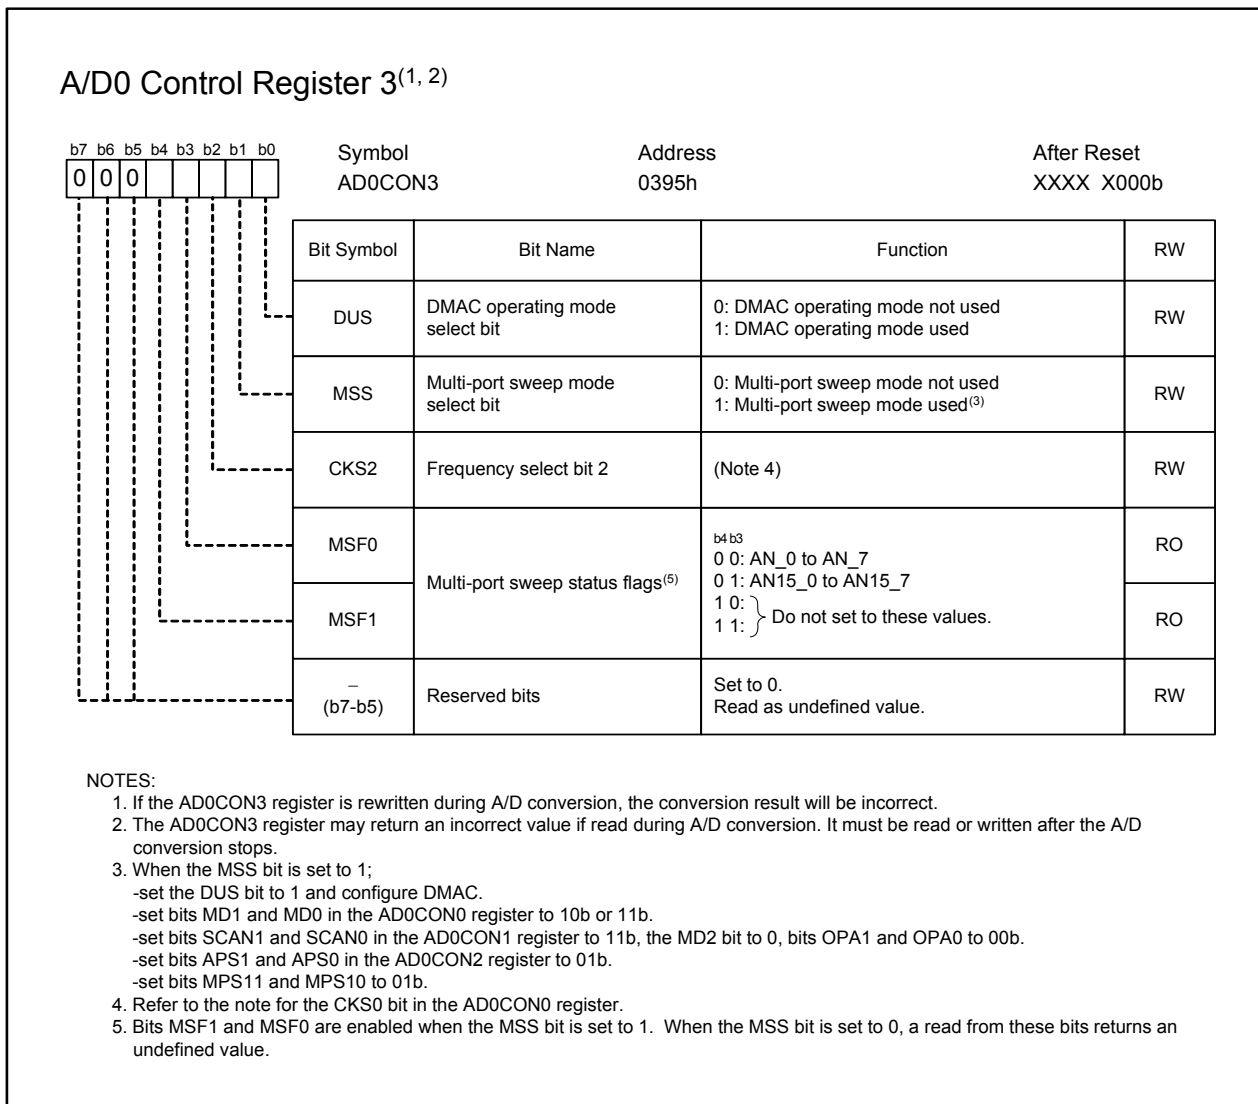 A/D0 Control Register 3(1, 2)
b7 b6 b5 b4 b3 b2 b1 b0
0 0 0
Symbol Address After Reset
AD0CON3 0395h XXXX X000b
Bit Symbol Bit Name Function RW
DUS DMAC operating mode select bit 0: DMAC operating mode not used RW
1: DMAC operating mode used
MSS Multi-port sweep mode select bit 0: Multi-port sweep mode not used RW
1: Multi-port sweep mode used(3)
CKS2 Frequency select bit 2 (Note 4) RW
MSF0 Multi-port sweep status flags(5) b4 b3 RO
0 0: AN_0 to AN_7
0 1: AN15_0 to AN15_7
MSF1 1 0: RO
1 1: Do not set to these values.
– (b7-b5) Reserved bits Set to 0. RW
Read as undefined value.
NOTES:
1. If the AD0CON3 register is rewritten during A/D conversion, the conversion result will be incorrect.
2. The AD0CON3 register may return an incorrect value if read during A/D conversion. It must be read or written after the A/D
conversion stops.
3. When the MSS bit is set to 1;
-set the DUS bit to 1 and configure DMAC.
-set bits MD1 and MD0 in the AD0CON0 register to 10b or 11b.
-set bits SCAN1 and SCAN0 in the AD0CON1 register to 11b, the MD2 bit to 0, bits OPA1 and OPA0 to 00b.
-set bits APS1 and APS0 in the AD0CON2 register to 01b.
-set bits MPS11 and MPS10 to 01b.
4. Refer to the note for the CKS0 bit in the AD0CON0 register.
5. Bits MSF1 and MSF0 are enabled when the MSS bit is set to 1. When the MSS bit is set to 0, a read from these bits returns an
undefined value.